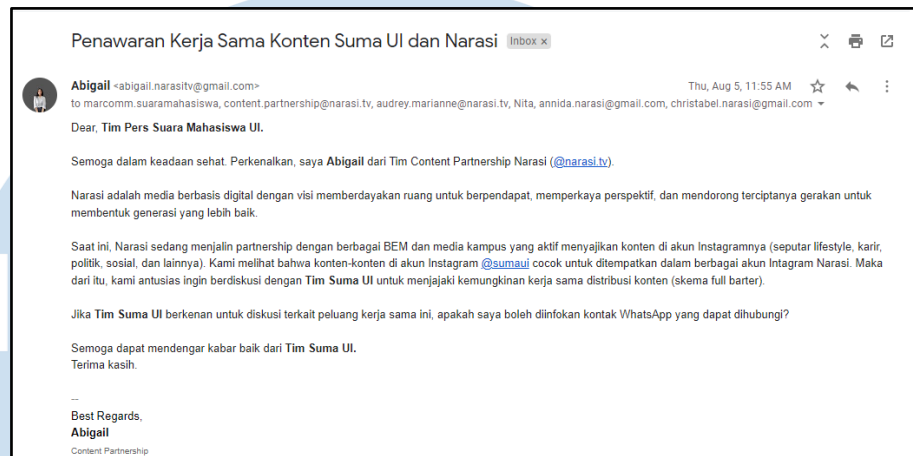 Penawaran Kerja Sama Konten Suma UI dan Narasi Inbox x
Abigail <abigail.narasitv@gmail.com> Thu, Aug 5, 11:55 AM
to marcomm.suaramahasiswa, content.partnership@narasi.tv, audrey.marianne@narasi.tv, Nita, annida.narasi@gmail.com, christabel.narasi@gmail.com
Dear, Tim Pers Suara Mahasiswa UI.
Semoga dalam keadaan sehat. Perkenalkan, saya Abigail dari Tim Content Partnership Narasi (@narasi.tv).
Narasi adalah media berbasis digital dengan visi memberdayakan ruang untuk berpendapat, memperkaya perspektif, dan mendorong terciptanya gerakan untuk
membentuk generasi yang lebih baik.
Saat ini, Narasi sedang menjalin partnership dengan berbagai BEM dan media kampus yang aktif menyajikan konten di akun Instagramnya (seputar lifestyle, karir,
politik, sosial, dan lainnya). Kami melihat bahwa konten-konten di akun Instagram @sumaui cocok untuk ditempatkan dalam berbagai akun Intagram Narasi. Maka
dari itu, kami antusias ingin berdiskusi dengan Tim Suma UI untuk menjajaki kemungkinan kerja sama distribusi konten (skema full barter).
Jika Tim Suma UI berkenan untuk diskusi terkait peluang kerja sama ini, apakah saya boleh diinfokan kontak WhatsApp yang dapat dihubungi?
Semoga dapat mendengar kabar baik dari Tim Suma UI.
Terima kasih.
--
Best Regards,
Abigail
Content Partnership